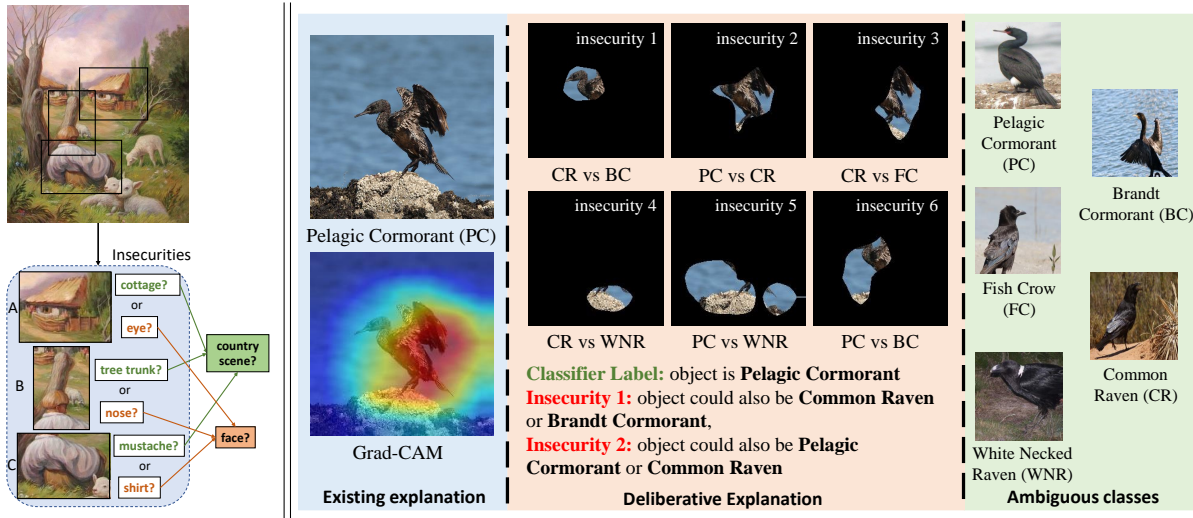 Insecurities
A
cottage?
or
eye?
B
tree trunk?
or
nose?
C
mustache?
or
shirt?
country
scene?
face?
Pelagic Cormorant (PC)
Grad-CAM
Existing explanation
insecurity 1
insecurity 2
insecurity 3
CR vs BC
PC vs CR
CR vs FC
insecurity 4
insecurity 5
insecurity 6
CR vs WNR
PC vs WNR
PC vs BC
Classifier Label: object is Pelagic Cormorant
Insecurity 1: object could also be Common Raven
or Brandt Cormorant,
Insecurity 2: object could also be Pelagic
Cormorant or Common Raven
Deliberative Explanation
Pelagic
Cormorant
(PC)
Brandt
Cormorant (BC)
Fish Crow
(FC)
Common
Raven (CR)
White Necked
Raven (WNR)
Ambiguous classes